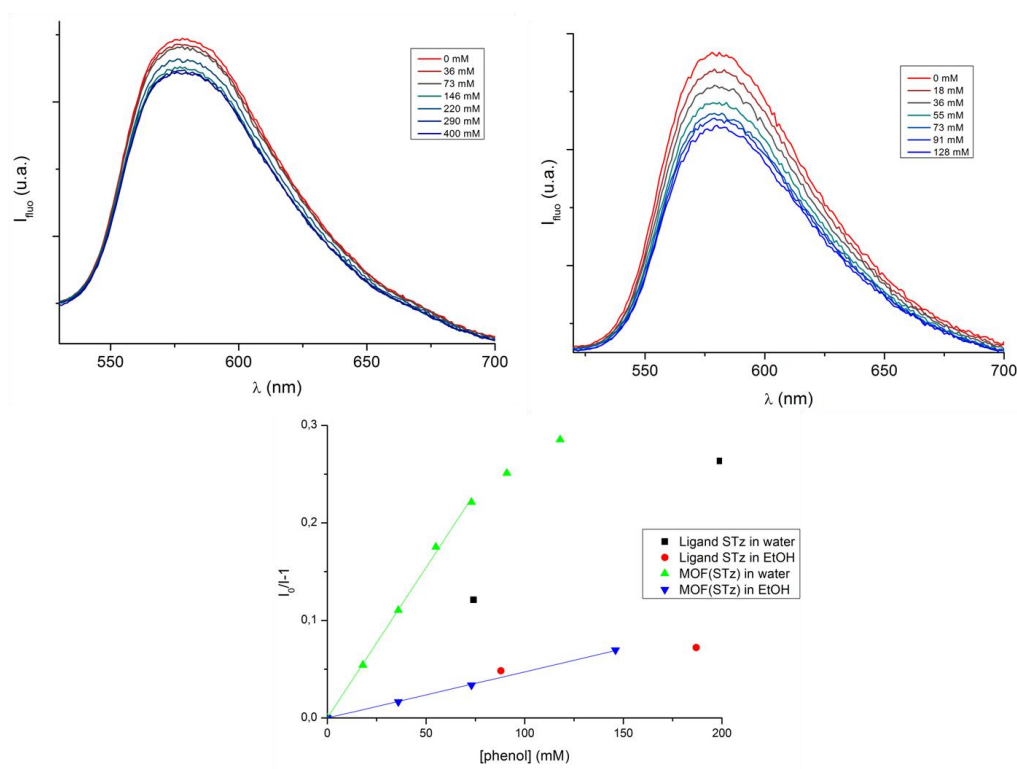 I_fluo (u.a.)
0 mM
36 mM
73 mM
146 mM
220 mM
290 mM
400 mM
550
600
650
700
λ (nm)
I_fluo (u.a.)
0 mM
18 mM
36 mM
55 mM
73 mM
91 mM
128 mM
550
600
650
700
λ (nm)
I₀/I-1
0,3
0,2
0,1
0,0
Ligand STz in water
Ligand STz in EtOH
MOF(STz) in water
MOF(STz) in EtOH
0
50
100
150
200
[phenol] (mM)